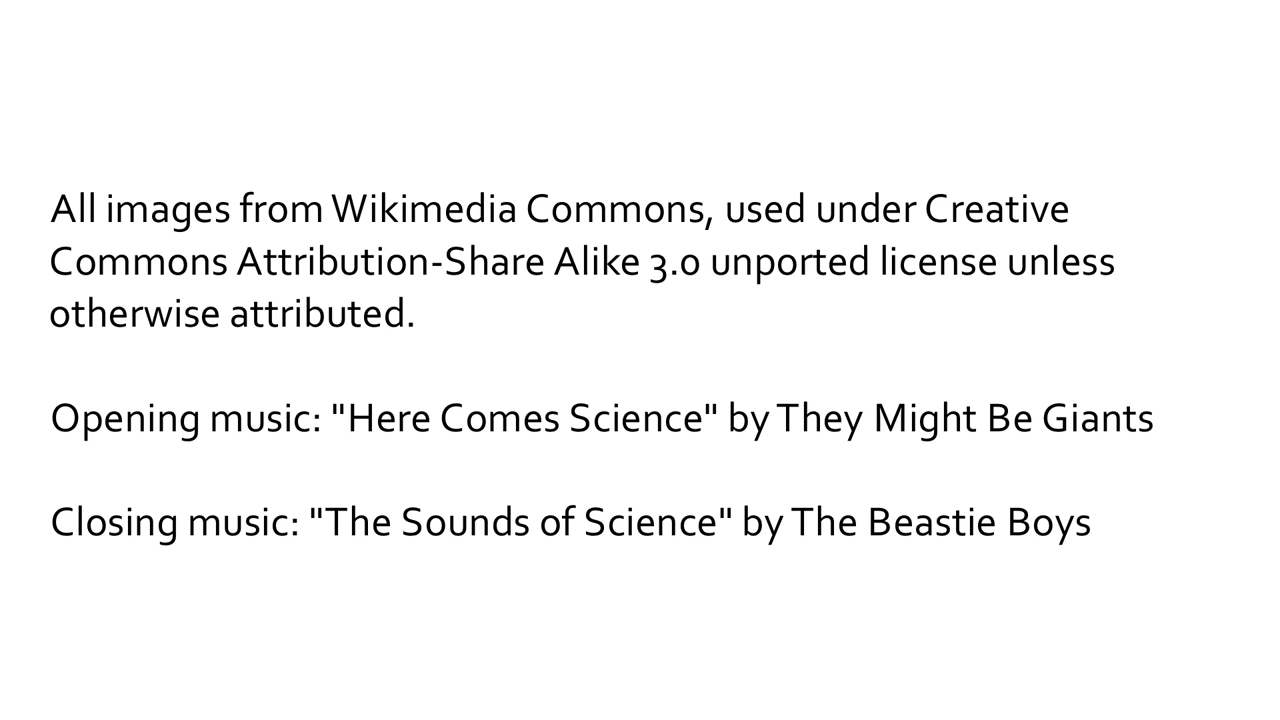 All images from Wikimedia Commons, used under Creative
Commons Attribution-Share Alike 3.0 unported license unless
otherwise attributed.
Opening music: "Here Comes Science" by They Might Be Giants
Closing music: "The Sounds of Science" by The Beastie Boys